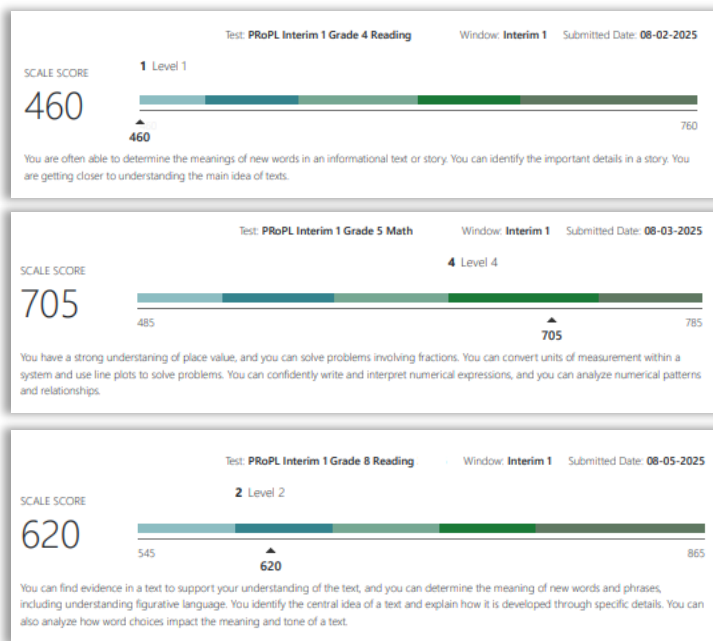 Test: PRoPL Interim 1 Grade 4 Reading Window: Interim 1 Submitted Date: 08-02-2025
1 Level 1
SCALE SCORE
460
460 760
You are often able to determine the meanings of new words in an informational text or story. You can identify the important details in a story. You
are getting closer to understanding the main idea of texts.
Test: PRoPL Interim 1 Grade 5 Math Window: Interim 1 Submitted Date: 08-03-2025
4 Level 4
SCALE SCORE
705
485 785
705
You have a strong understaning of place value, and you can solve problems involving fractions. You can convert units of measurement within a
system and use line plots to solve problems. You can confidently write and interpret numerical expressions, and you can analyze numerical patterns
and relationships.
Test: PRoPL Interim 1 Grade 8 Reading Window: Interim 1 Submitted Date: 08-05-2025
2 Level 2
SCALE SCORE
620
545 865
620
You can find evidence in a text to support your understanding of the text, and you can determine the meaning of new words and phrases,
including understanding figurative language. You identify the central idea of a text and explain how it is developed through specific details. You can
also analyze how word choices impact the meaning and tone of a text.